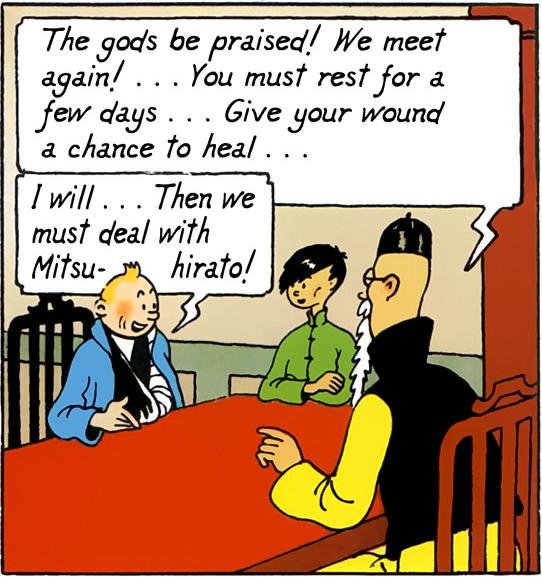 The gods be praised! We meet
again! . . . You must rest for a
few days . . . Give your wound
a chance to heal . . .
I will . . . Then we
must deal with
Mitsu- hirato!